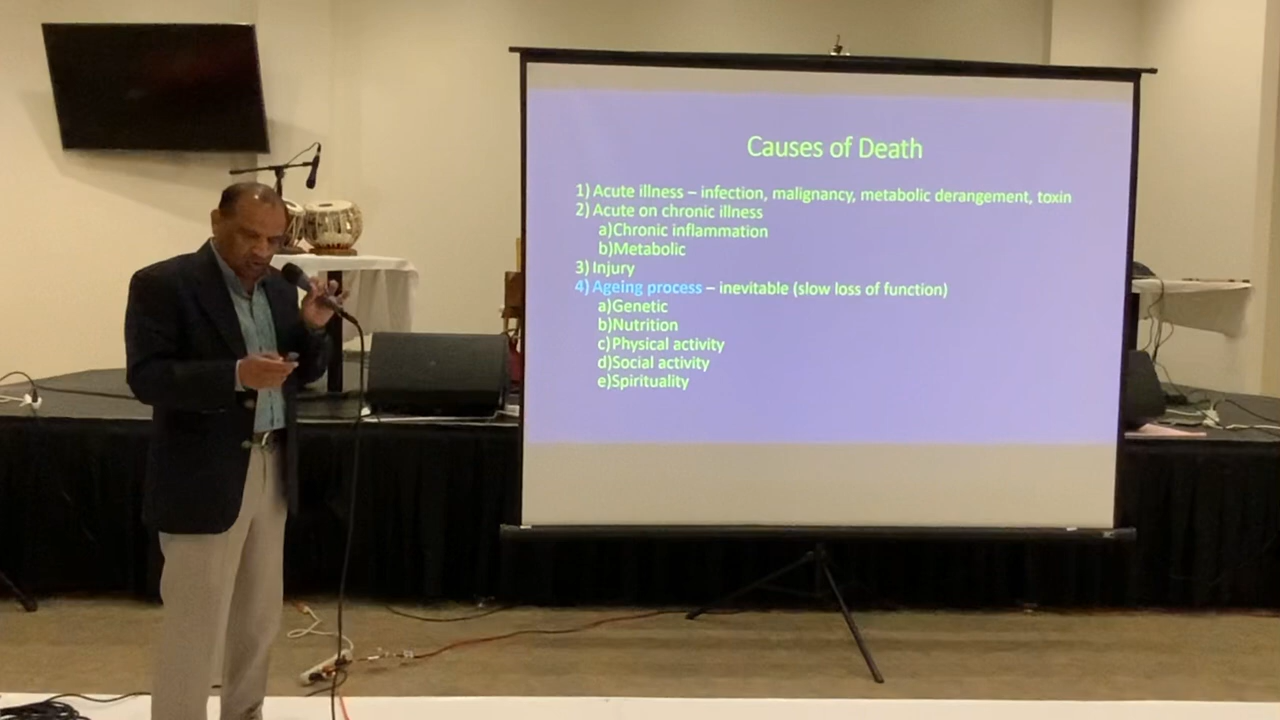 Causes of Death
1) Acute illness – infection, malignancy, metabolic derangement, toxin
2) Acute on chronic illness
a)Chronic inflammation
b)Metabolic
3) Injury
4) Ageing process – inevitable (slow loss of function)
a)Genetic
b)Nutrition
c)Physical activity
d)Social activity
e)Spirituality